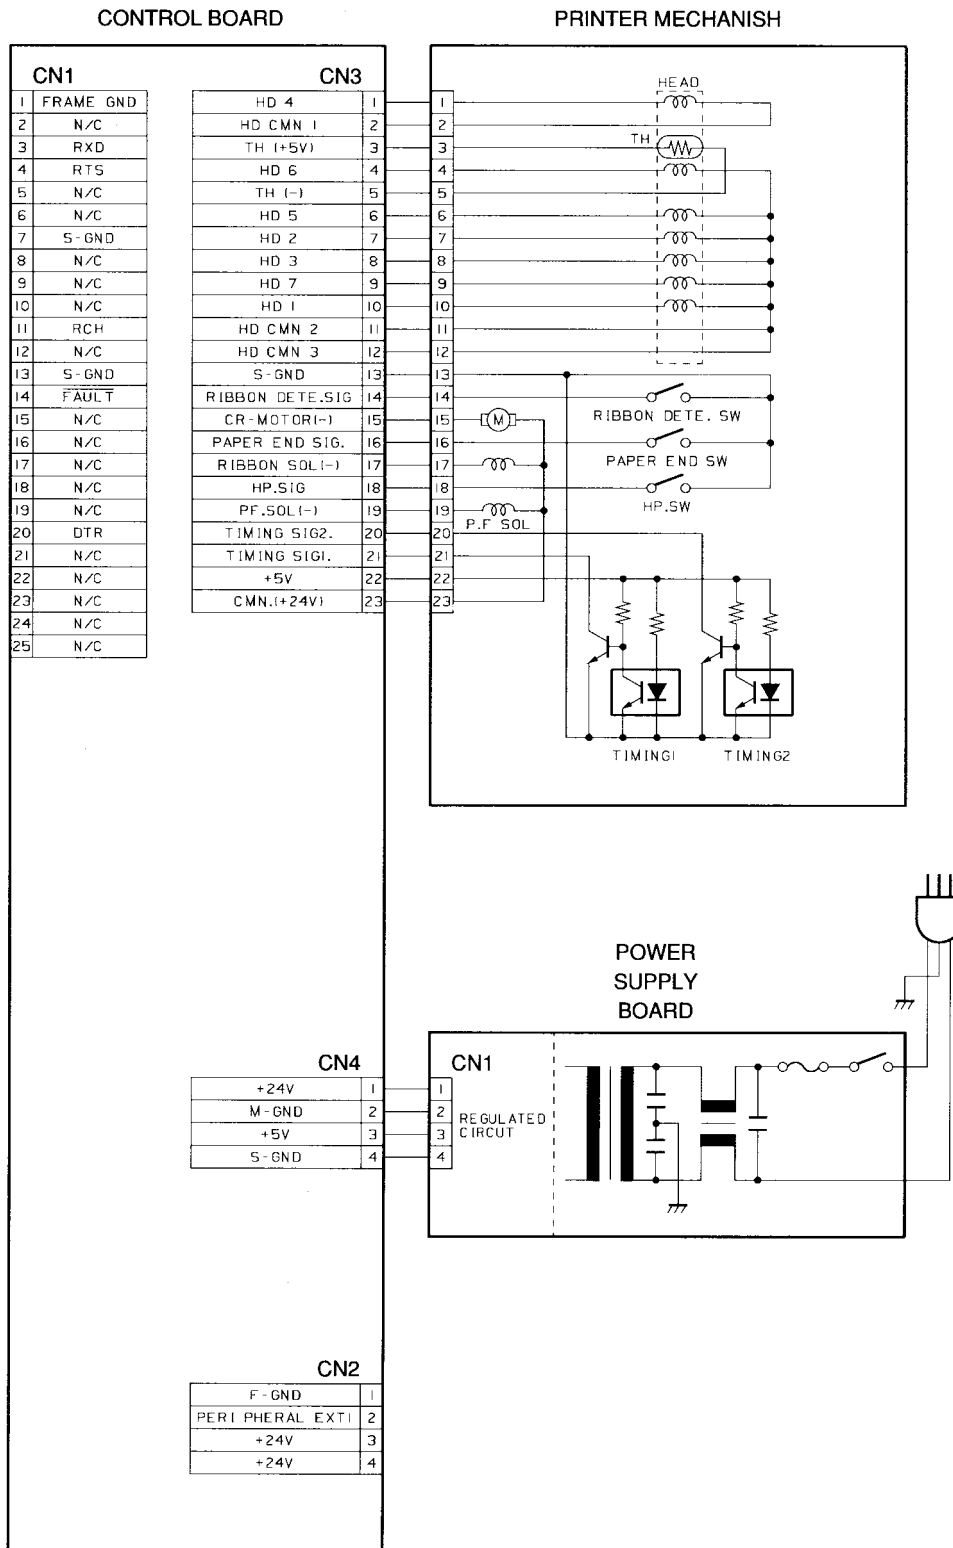 CONTROL BOARD
PRINTER MECHANISH
CN1
1 FRAME GND
2 N/C
3 RXD
4 RTS
5 N/C
6 N/C
7 S-GND
8 N/C
9 N/C
10 N/C
11 RCH
12 N/C
13 S-GND
14 FAULT
15 N/C
16 N/C
17 N/C
18 N/C
19 N/C
20 DTR
21 N/C
22 N/C
23 N/C
24 N/C
25 N/C
CN3
HD 4 1 1
HD CMN 1 2 2
TH (+5V) 3 3
HD 6 4 4
TH (-) 5 5
HD 5 6 6
HD 2 7 7
HD 3 8 8
HD 7 9 9
HD 1 10 10
HD CMN 2 11 11
HD CMN 3 12 12
S-GND 13 13
RIBBON DETE.SIG 14 14
CR-MOTOR(-) 15 15
PAPER END SIG. 16 16
RIBBON SOL(-) 17 17
HP.SIG 18 18
PF.SOL(-) 19 19
TIMING SIG2. 20 20
TIMING SIG1. 21 21
+5V 22 22
CMN.(+24V) 23 23
HEAD
TH
RIBBON DETE. SW
M
PAPER END SW
HP.SW
P.F SOL
TIMING1
TIMING2
POWER
SUPPLY
BOARD
CN4
+24V 1
M-GND 2
+5V 3
S-GND 4
CN1
1
2
3
4
REGULATED
CIRCUT
CN2
F-GND 1
PERI PHERAL EXT1 2
+24V 3
+24V 4